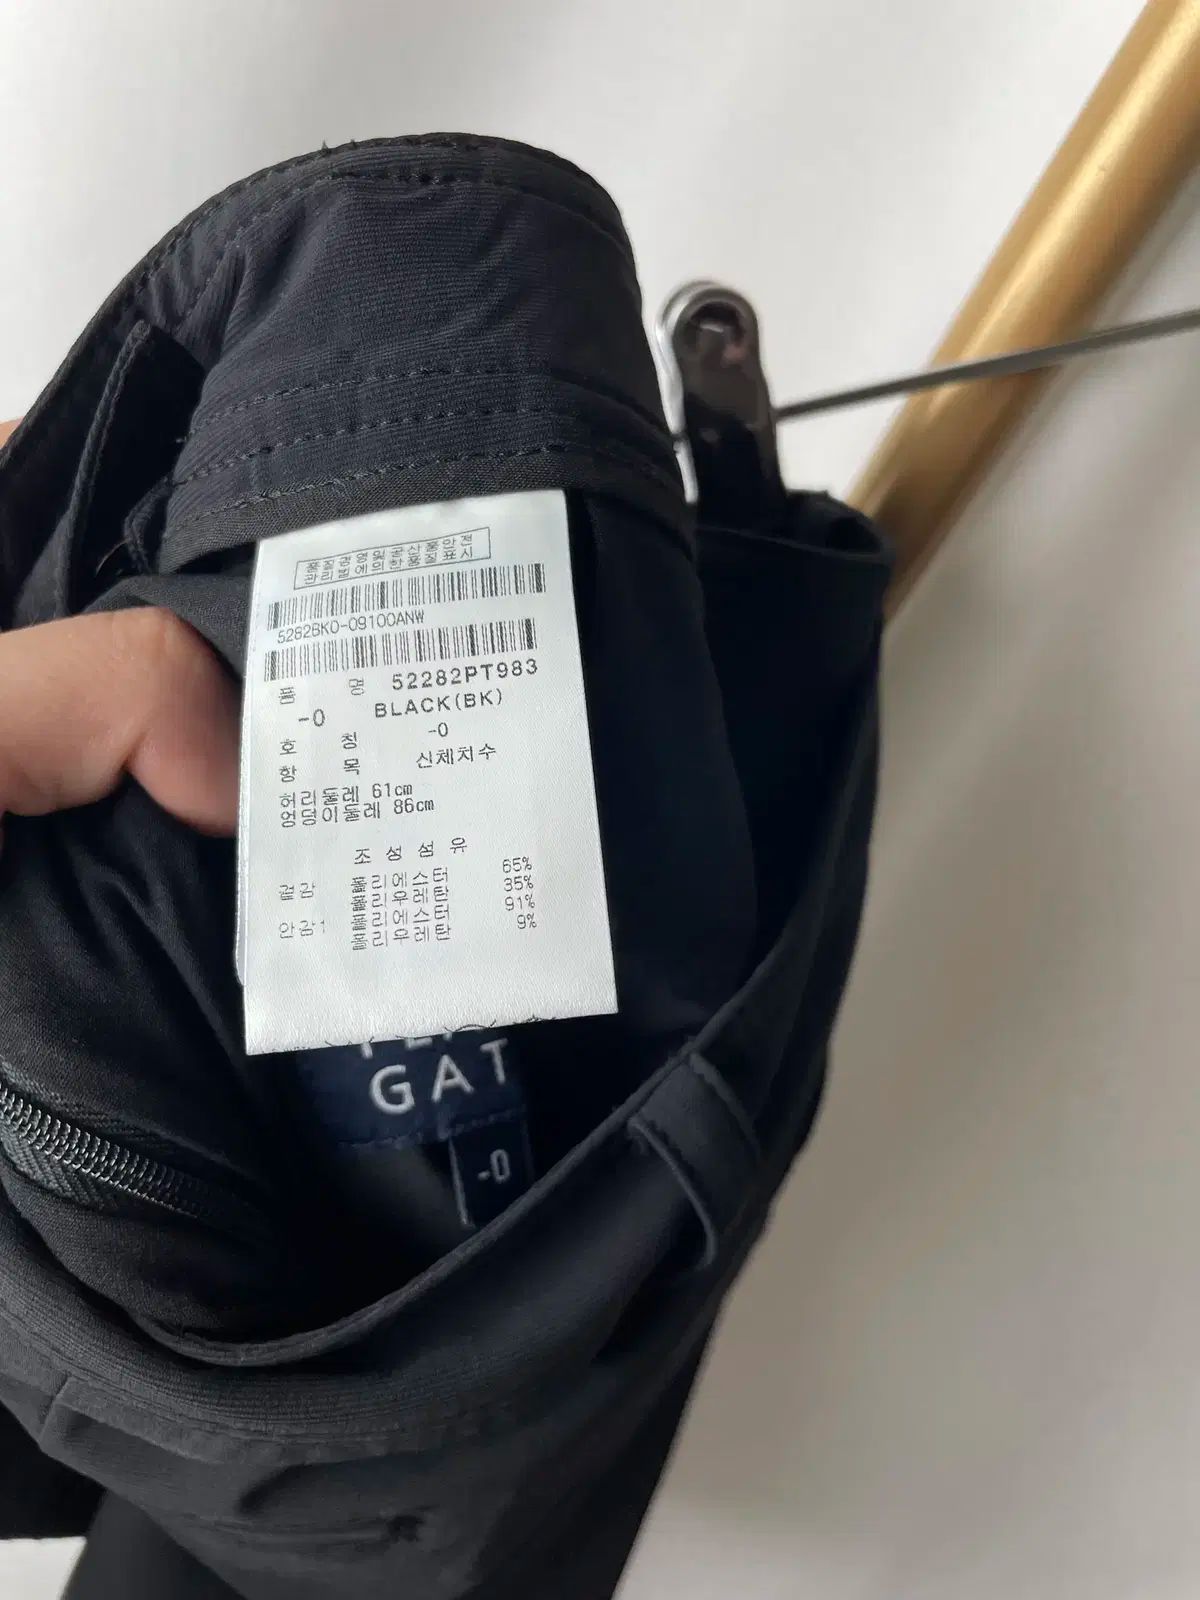 5282BK0-09100ANW
품 명 52282PT983
-0 BLACK(BK)
호 칭 -0
항 목 신체치수
허리둘레 61cm
엉덩이둘레 86cm
조 성 섬 유
겉감 폴리에스터 65%
폴리우레탄 35%
안감1 폴리에스터 91%
폴리우레탄 9%
GAT
-0